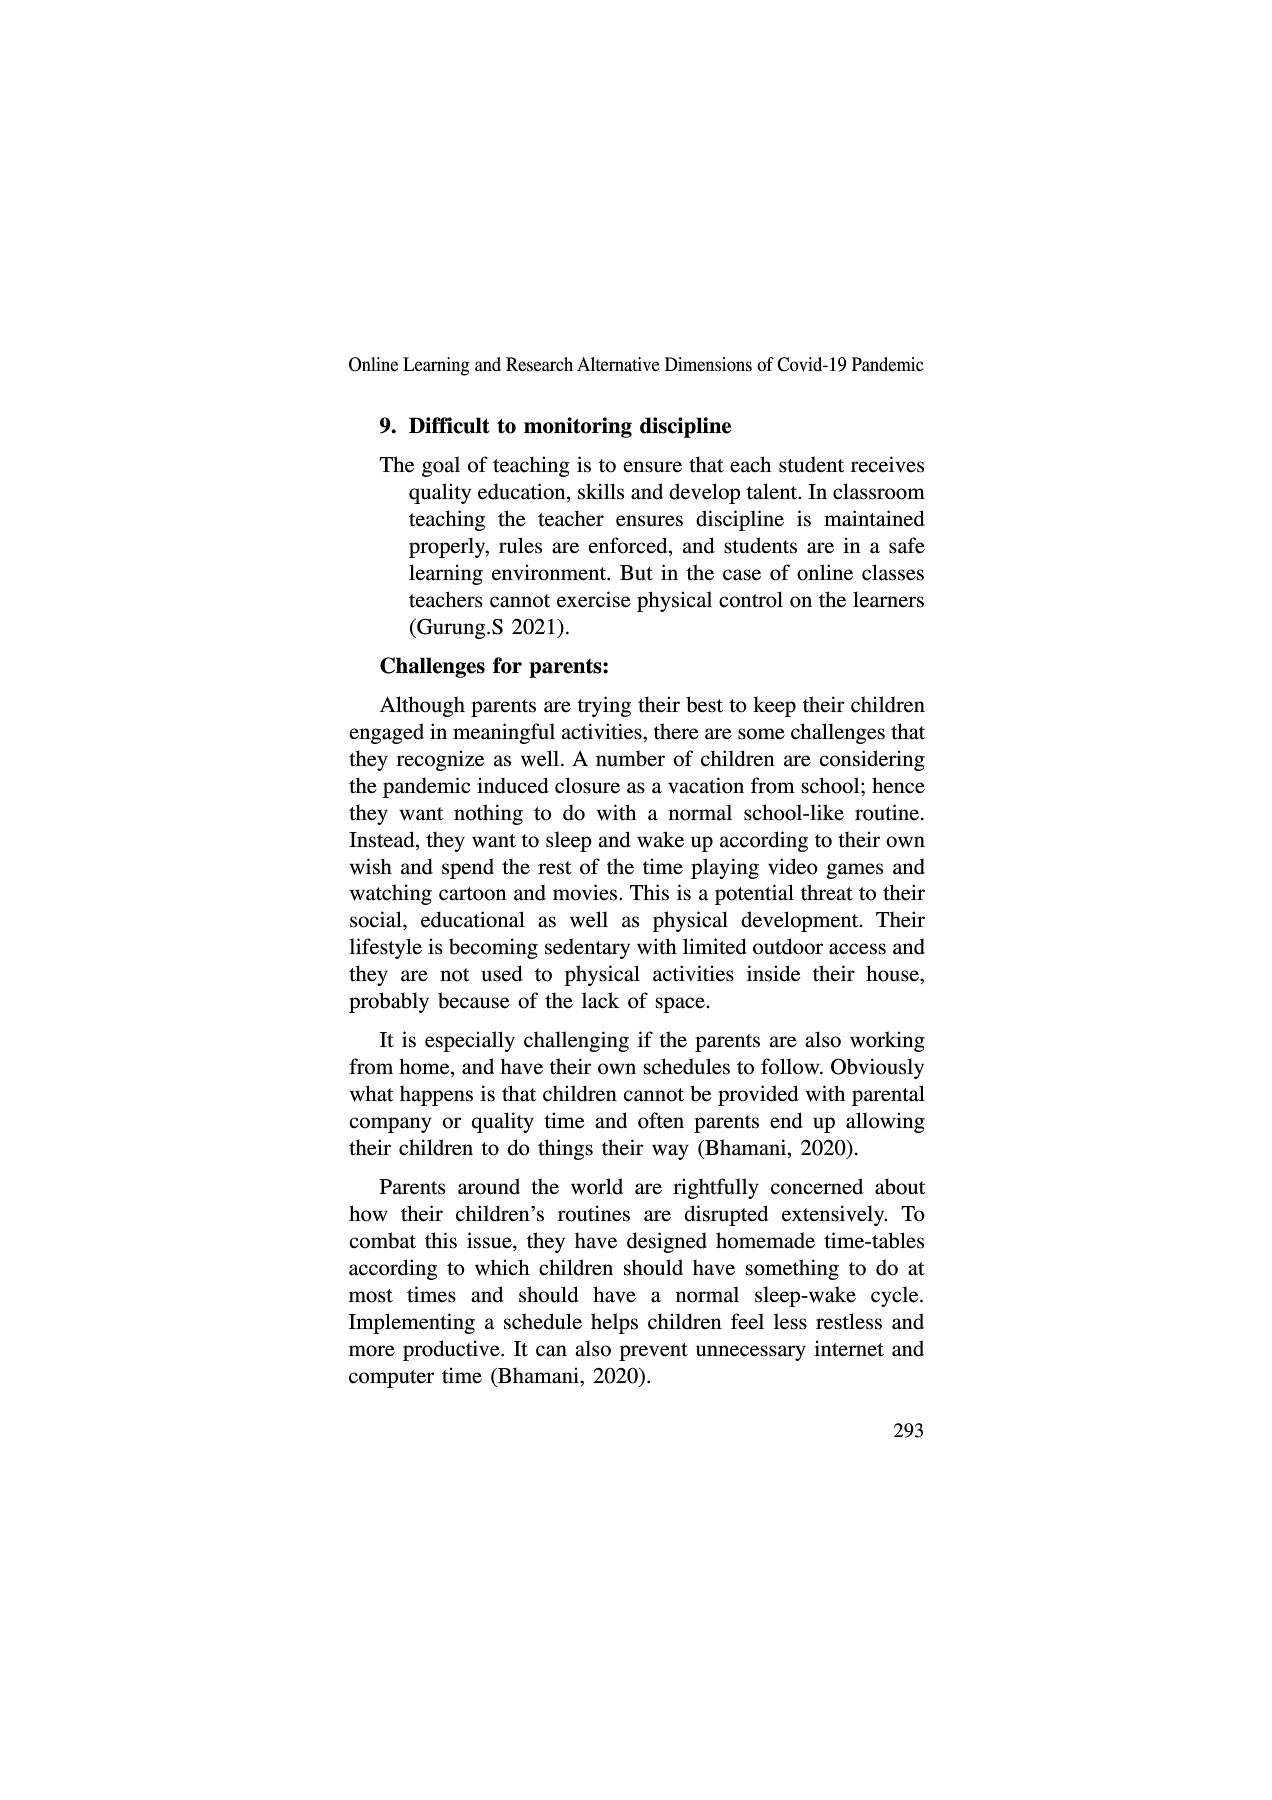 Online Learning and Research Alternative Dimensions of Covid-19 Pandemic
9. Difficult to monitoring discipline
The goal of teaching is to ensure that each student receives
quality education, skills and develop talent. In classroom
teaching the teacher ensures discipline is maintained
properly, rules are enforced, and students are in a safe
learning environment. But in the case of online classes
teachers cannot exercise physical control on the learners
(Gurung.S 2021).
Challenges for parents:
Although parents are trying their best to keep their children
engaged in meaningful activities, there are some challenges that
they recognize as well. A number of children are considering
the pandemic induced closure as a vacation from school; hence
they want nothing to do with a normal school-like routine.
Instead, they want to sleep and wake up according to their own
wish and spend the rest of the time playing video games and
watching cartoon and movies. This is a potential threat to their
social, educational as well as physical development. Their
lifestyle is becoming sedentary with limited outdoor access and
they are not used to physical activities inside their house,
probably because of the lack of space.
It is especially challenging if the parents are also working
from home, and have their own schedules to follow. Obviously
what happens is that children cannot be provided with parental
company or quality time and often parents end up allowing
their children to do things their way (Bhamani, 2020).
Parents around the world are rightfully concerned about
how their children’s routines are disrupted extensively. To
combat this issue, they have designed homemade time-tables
according to which children should have something to do at
most times and should have a normal sleep-wake cycle.
Implementing a schedule helps children feel less restless and
more productive. It can also prevent unnecessary internet and
computer time (Bhamani, 2020).
293